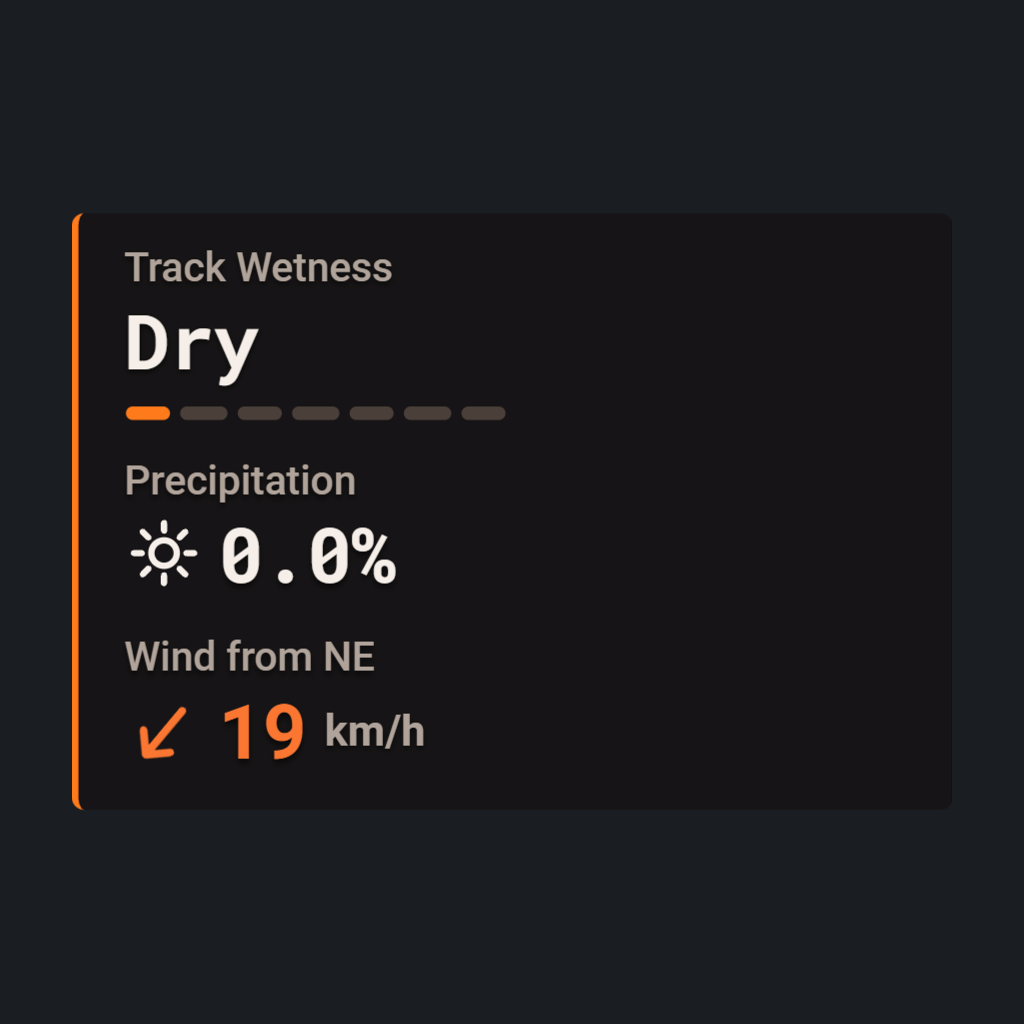 Track Wetness
Dry
Precipitation
0.0%
Wind from NE
19 km/h